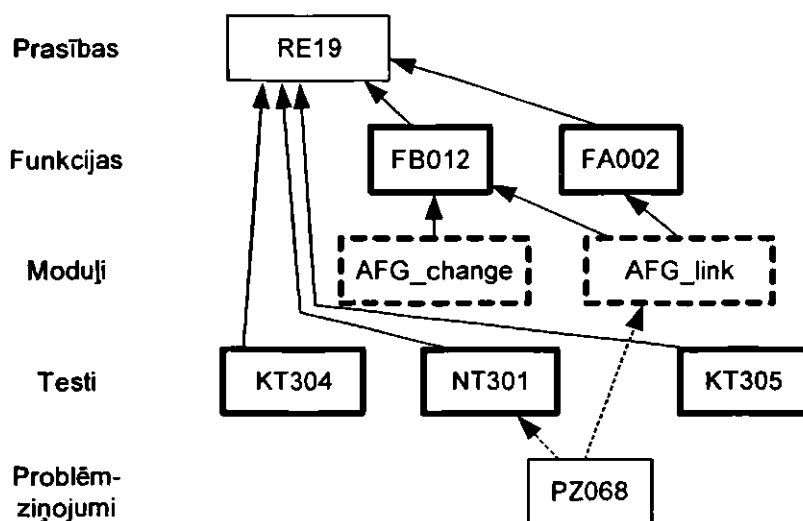 Prasības
RE19
Funkcijas
FB012
FA002
Moduļi
AFG_change
AFG_link
Testi
KT304
NT301
KT305
Problēm-
ziņojumi
PZ068